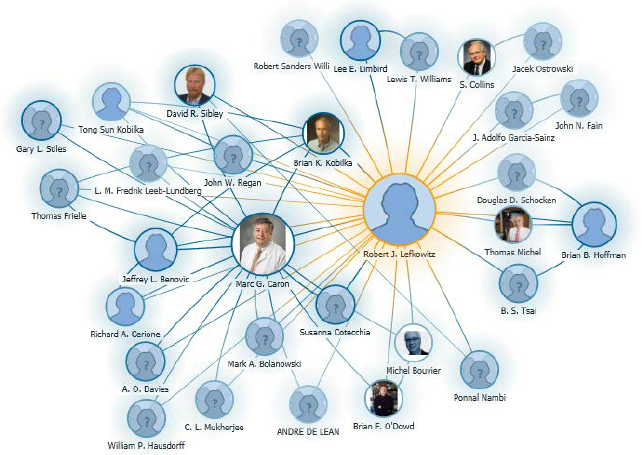 Robert Sanders Willi
Lee E. Limbird
Lewis T. Williams
S. Collins
Jacek Ostrowski
David R. Sibley
Tong Sun Kobilka
Gary L. Stiles
Brian K. Kobilka
J. Adolfo Garcia-Sainz
John N. Fain
John W. Regan
L. M. Fredrik Leeb-Lundberg
Thomas Frielle
Douglas D. Schocken
Thomas Michel
Brian B. Hoffman
Robert J. Lefkowitz
Jeffrey L. Benovic
Marc G. Caron
B. S. Tsai
Richard A. Cerione
Susanna Cotecchia
Mark A. Bolanowski
Michel Bouvier
A. O. Davies
Ponnal Nambi
C. L. Mukherjee
ANDRE DE LEAN
Brian F. O'Dowd
William P. Hausdorff